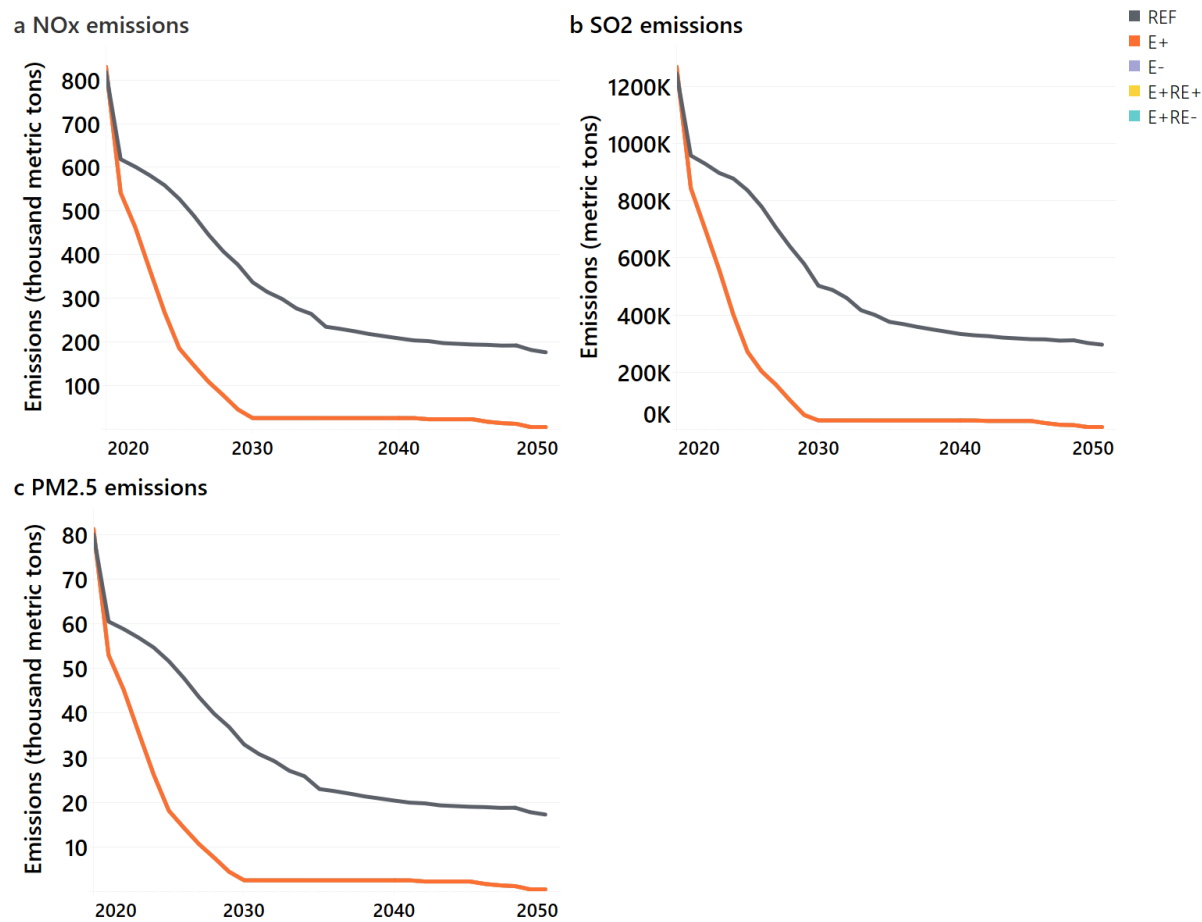 a NOx emissions
Emissions (thousand metric tons)
800
700
600
500
400
300
200
100
2020
2030
2040
2050
b SO2 emissions
Emissions (metric tons)
1200K
1000K
800K
600K
400K
200K
0K
2020
2030
2040
2050
REF
E+
E-
E+RE+
E+RE-
c PM2.5 emissions
Emissions (thousand metric tons)
80
70
60
50
40
30
20
10
2020
2030
2040
2050